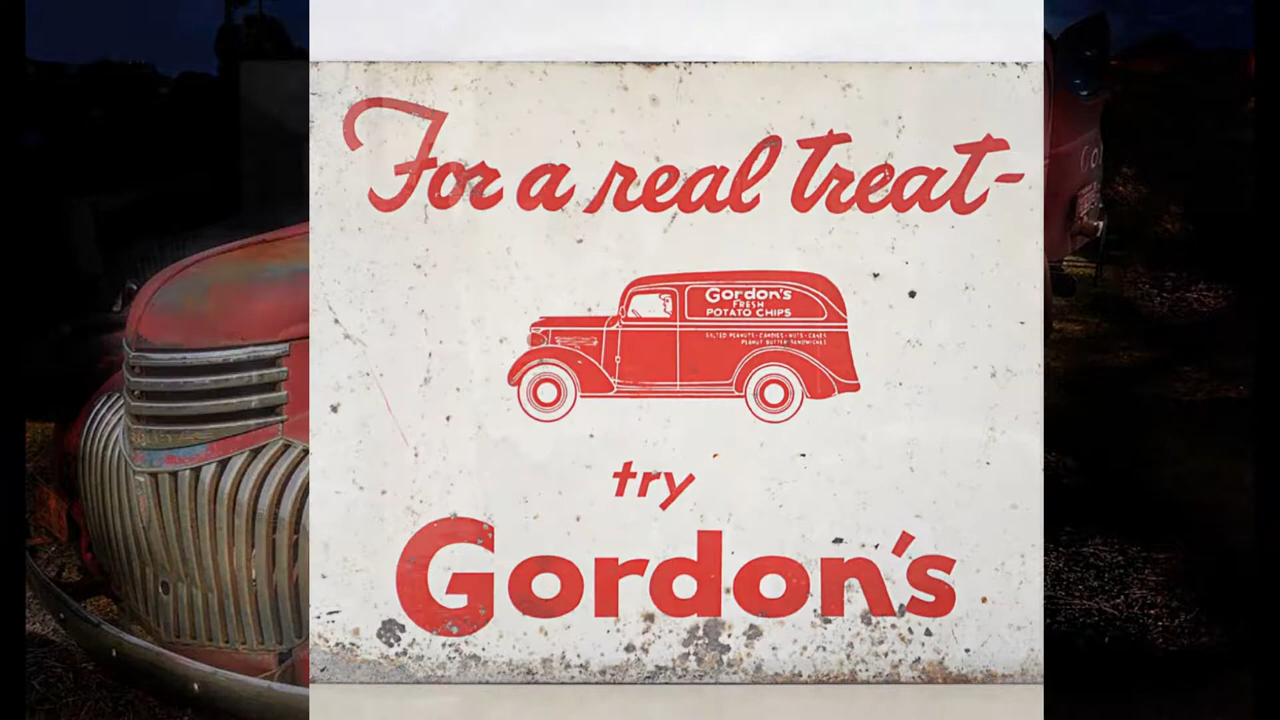 For a real treat-
Gordon's
FRESH
POTATO CHIPS
SALTED PEANUTS - CANDIES - NUTS - CAKES
PEANUT BUTTER SANDWICHES
try
Gordon's